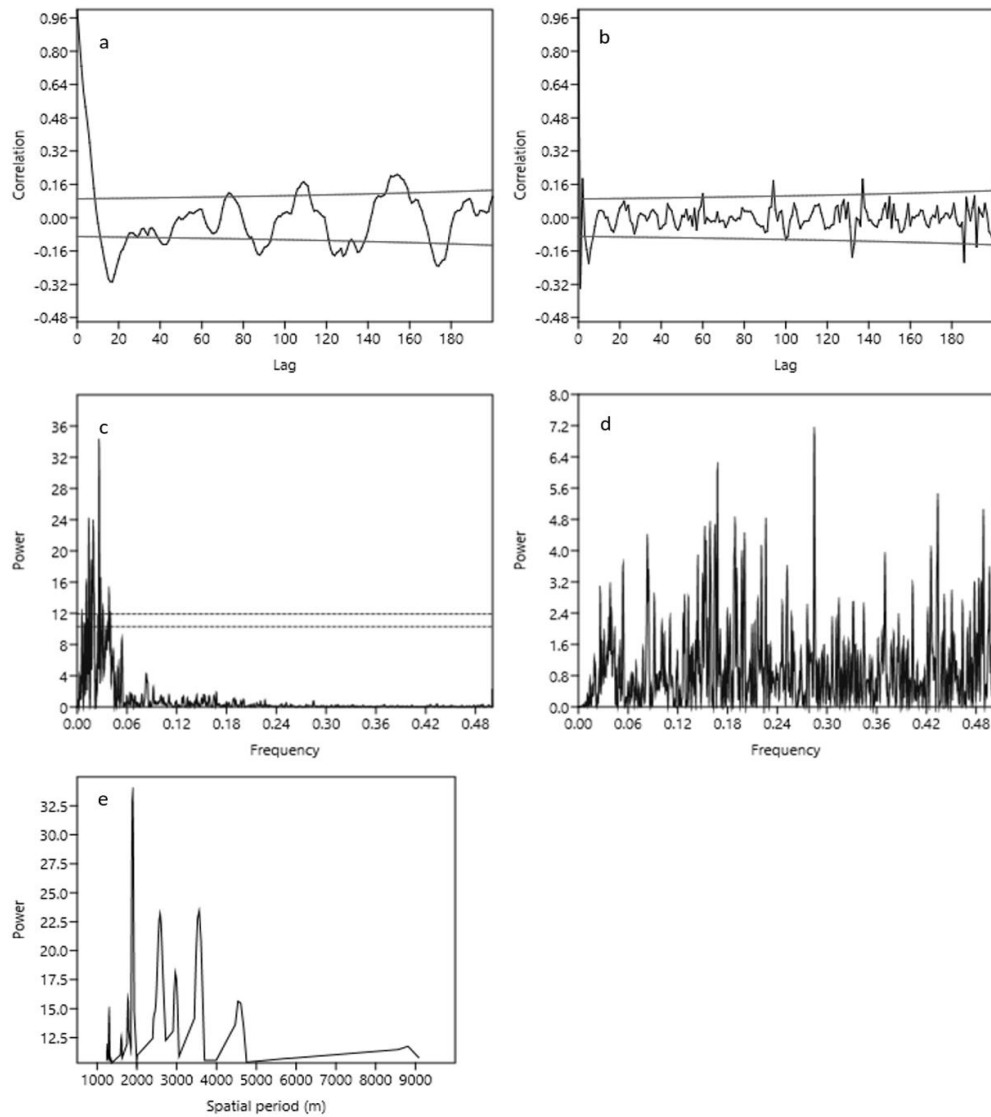 a
0.96
0.80
0.64
0.48
0.32
0.16
0.00
-0.16
-0.32
-0.48
Correlation
0 20 40 60 80 100 120 140 160 180
Lag
b
0.96
0.80
0.64
0.48
0.32
0.16
0.00
-0.16
-0.32
-0.48
Correlation
0 20 40 60 80 100 120 140 160 180
Lag
c
36
32
28
24
20
16
12
8
4
0
Power
0.00 0.06 0.12 0.18 0.24 0.30 0.36 0.42 0.48
Frequency
d
8.0
7.2
6.4
5.6
4.8
4.0
3.2
2.4
1.6
0.8
0.0
Power
0.00 0.06 0.12 0.18 0.24 0.30 0.36 0.42 0.48
Frequency
e
32.5
30.0
27.5
25.0
22.5
20.0
17.5
15.0
12.5
Power
1000 2000 3000 4000 5000 6000 7000 8000 9000
Spatial period (m)